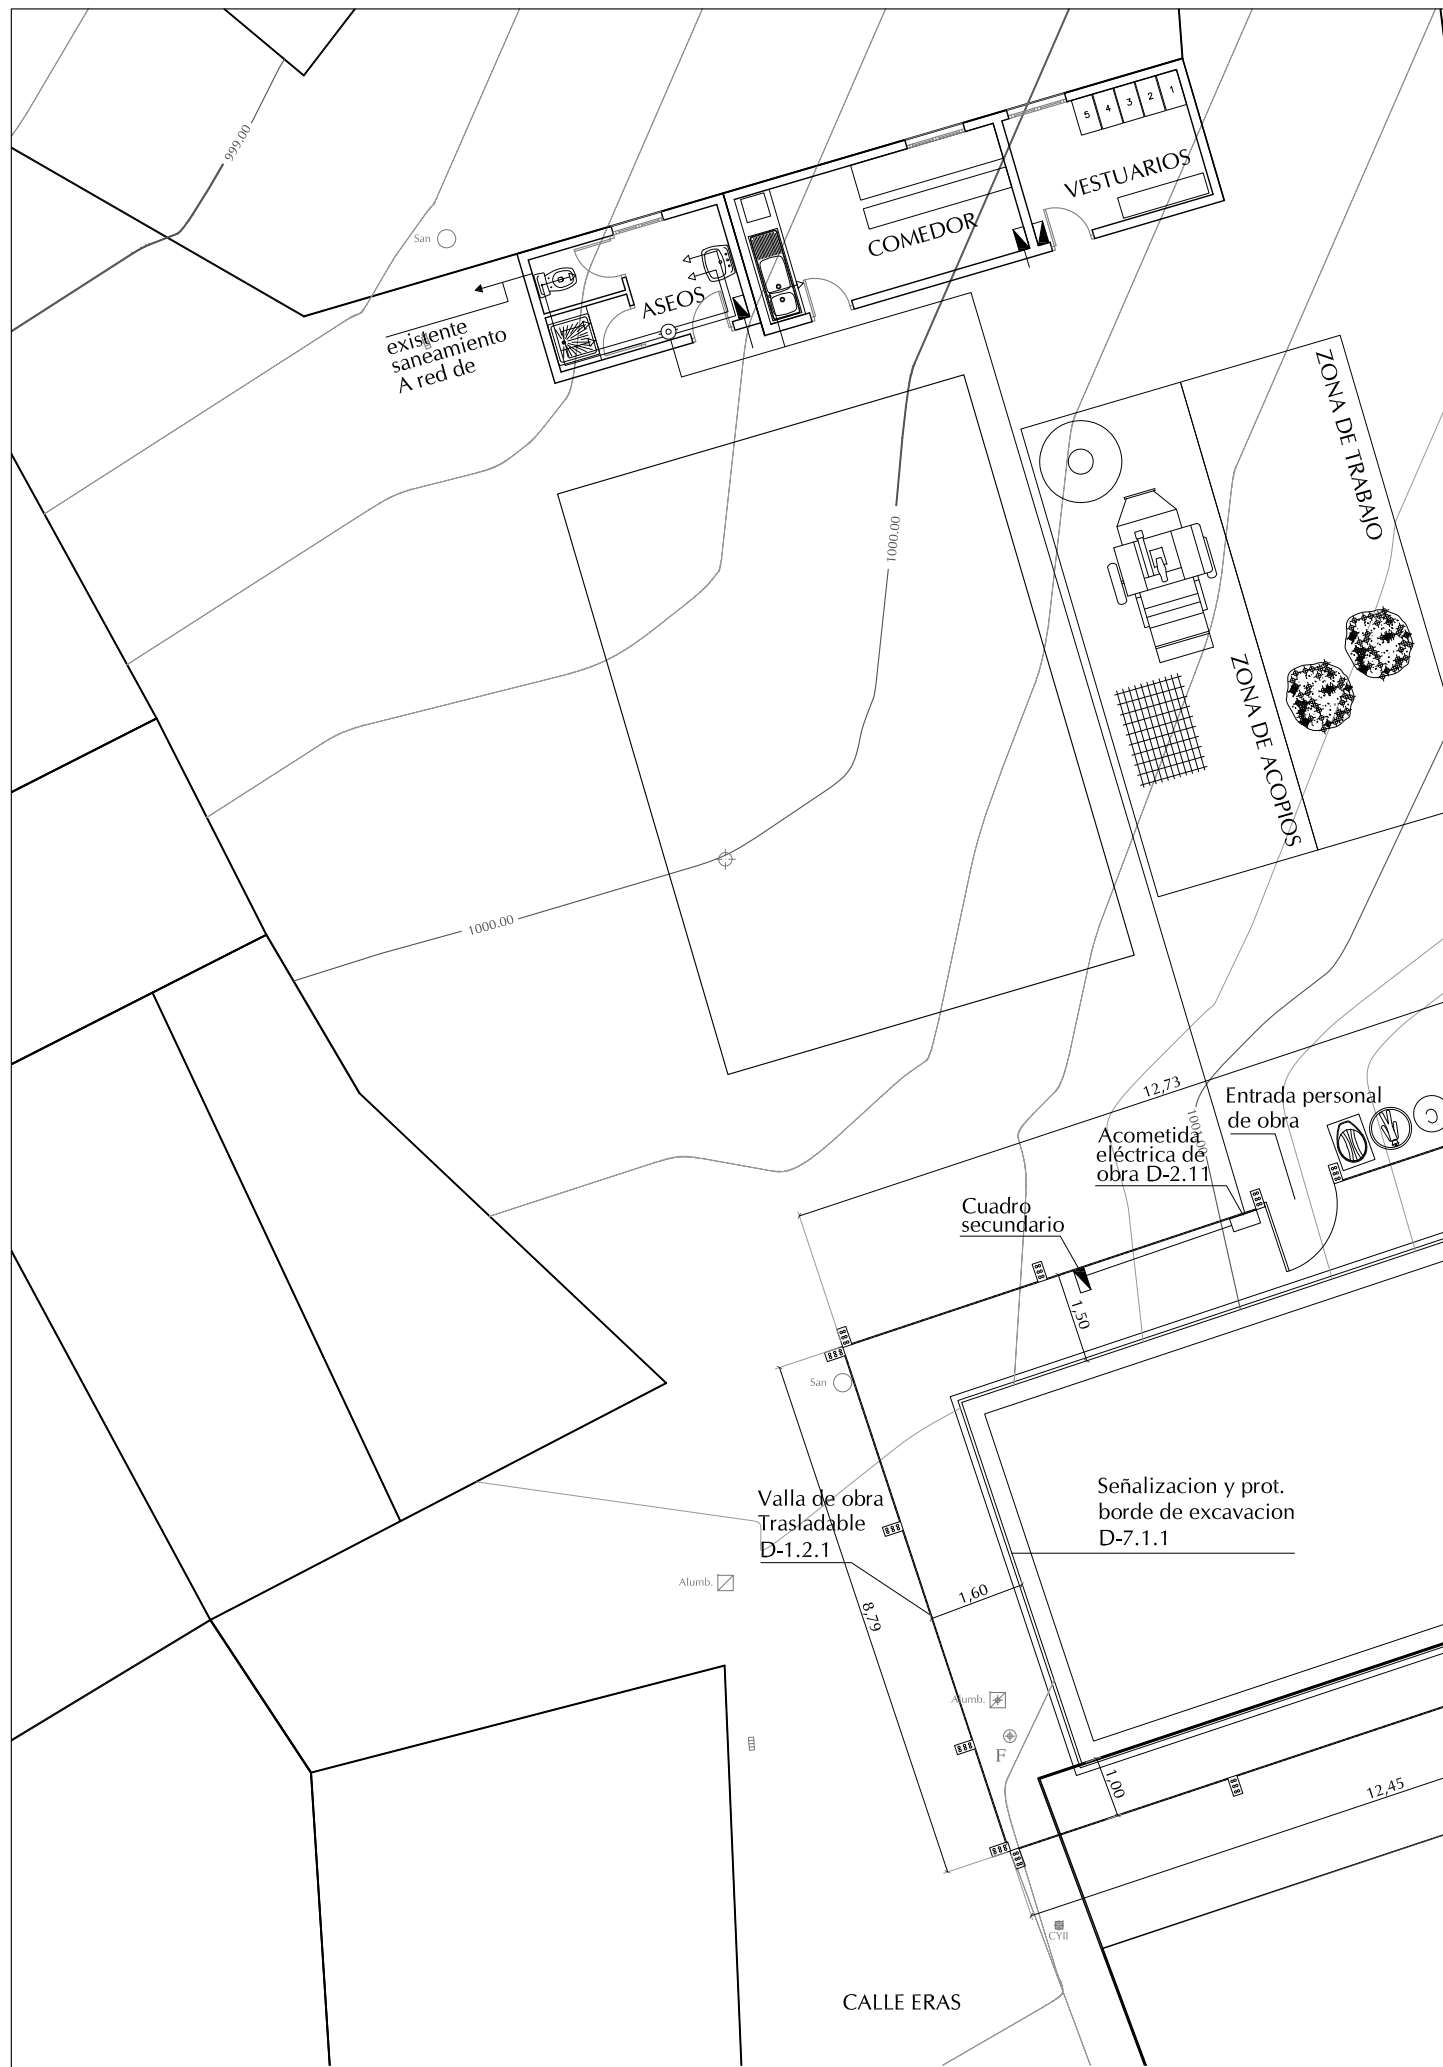 999.00
5
4
3
2
1
VESTUARIOS
COMEDOR
San
ASEOS
existente
saneamiento
A red de
ZONA DE TRABAJO
1000.00
ZONA DE ACOPIOS
1000.00
12,73
Entrada personal
de obra
1001.00
Acometida
eléctrica de
obra D-2.11
Cuadro
secundario
1,50
San
Valla de obra
Trasladable
D-1.2.1
Señalizacion y prot.
borde de excavacion
D-7.1.1
Alumb.
1,60
8,79
Alumb.
F
1,00
12,45
CYII
CALLE ERAS